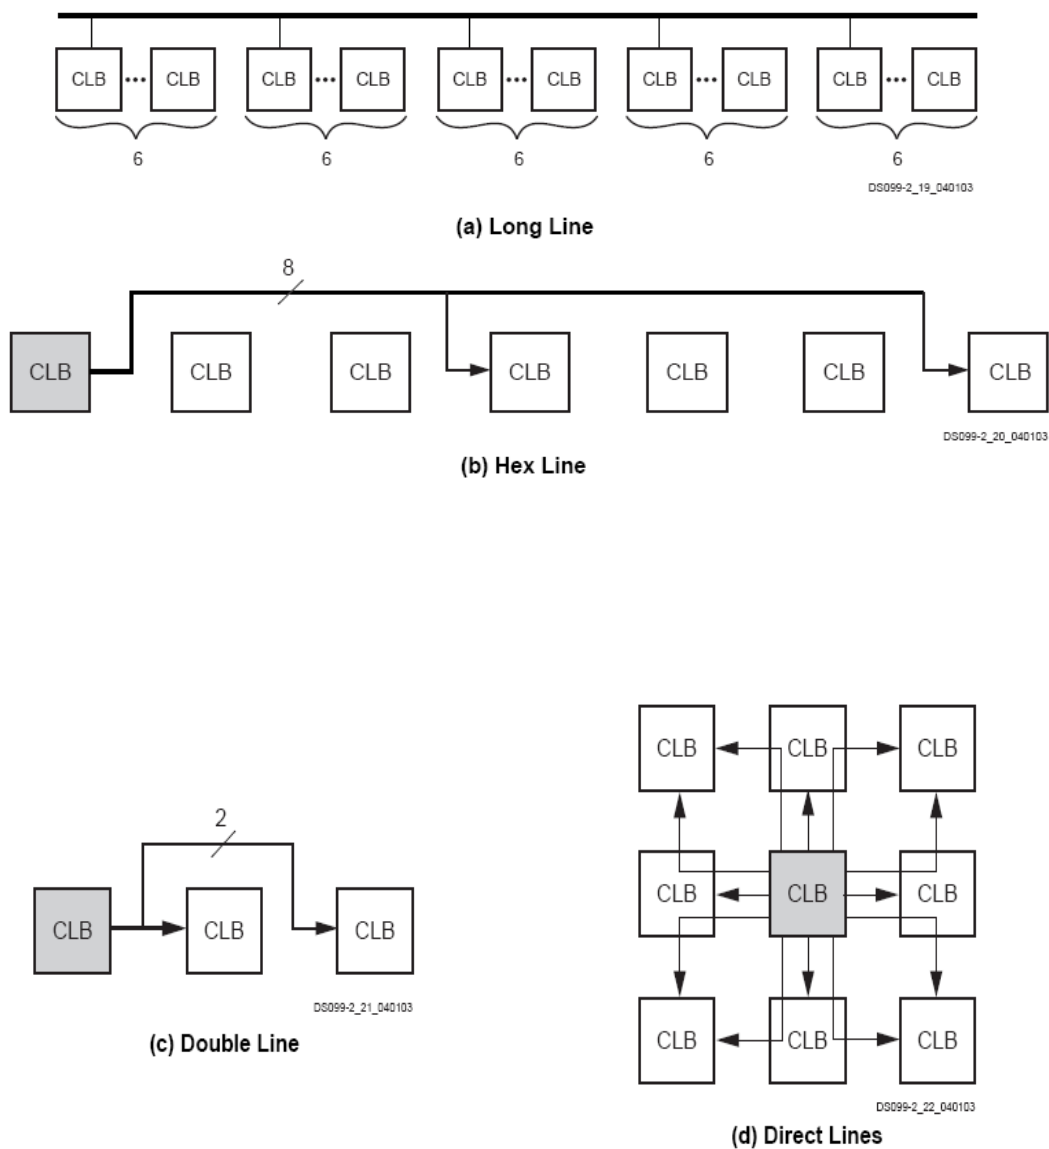 CLB ••• CLB CLB ••• CLB CLB ••• CLB CLB ••• CLB CLB ••• CLB
6 6 6 6 6
DS099-2_19_040103
(a) Long Line
8
CLB CLB CLB CLB CLB CLB CLB
DS099-2_20_040103
(b) Hex Line
2
CLB CLB CLB
DS099-2_21_040103
(c) Double Line
CLB CLB CLB
CLB CLB CLB
CLB CLB CLB
DS099-2_22_040103
(d) Direct Lines